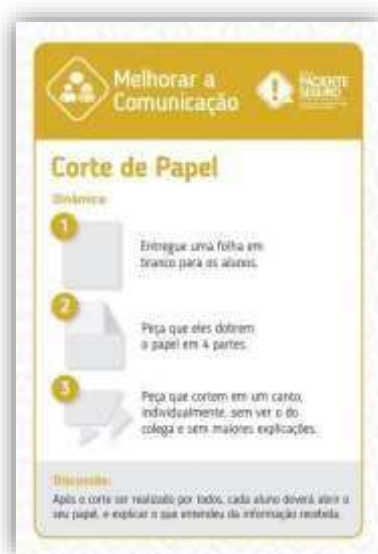 Melhorar a
Comunicação
PACIENTE
SEGURO
Corte de Papel
Dinâmica:
1
Entregue uma folha em
branco para os alunos.
2
Peça que eles dobrem
o papel em 4 partes.
3
Peça que cortem em um canto,
individualmente, sem ver o do
colega e sem maiores explicações.
Discussão:
Após o corte ser realizado por todos, cada aluno deverá abrir o
seu papel, e explicar o que entendeu da informação recebida.